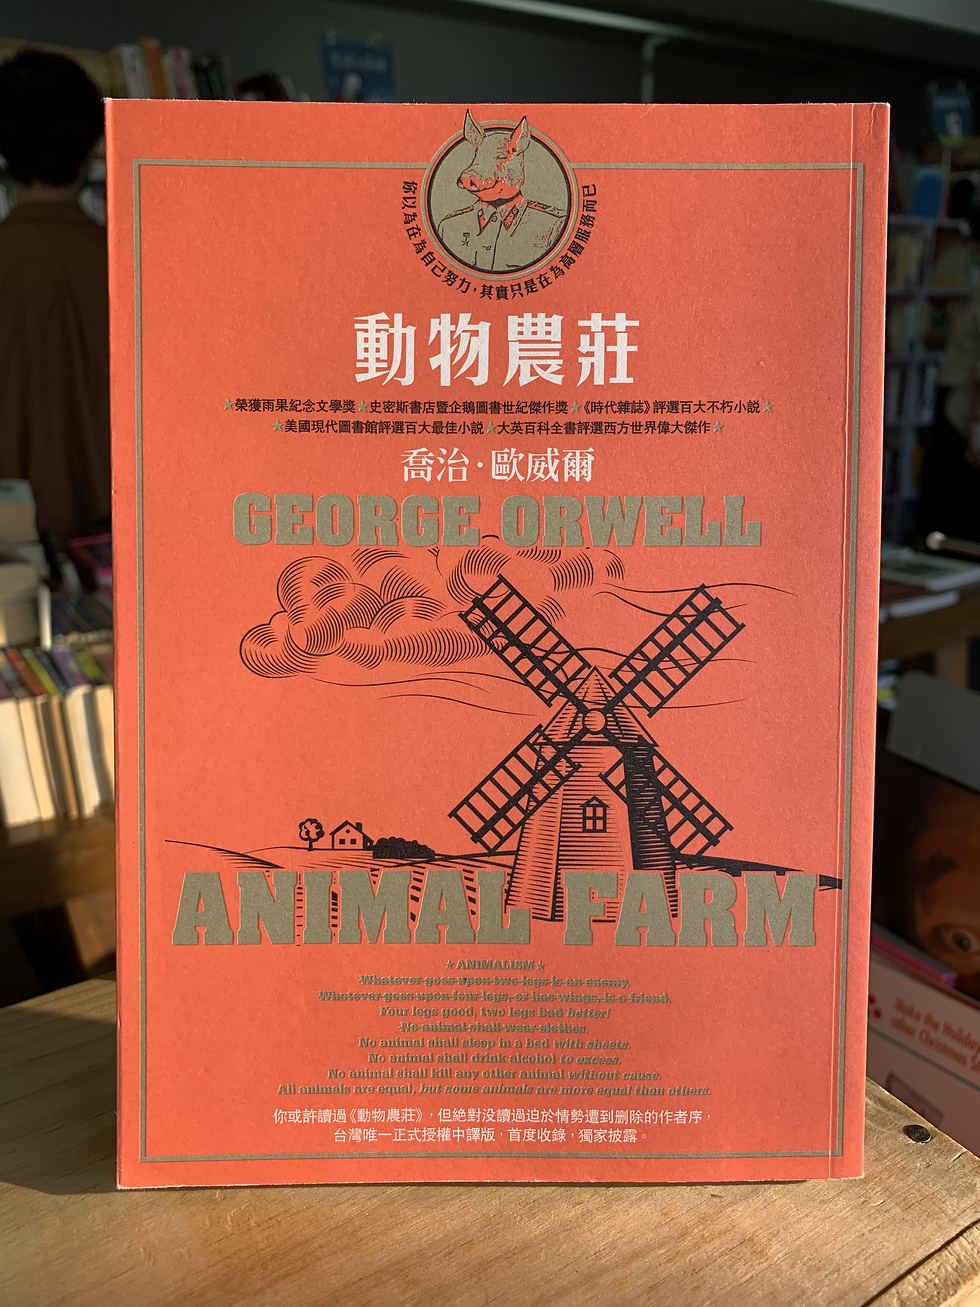 你以為在為自己努力，其實只是在為高層服務而已
動物農莊
★榮獲雨果紀念文學獎★史密斯書店暨企鵝圖書世紀傑作獎★《時代雜誌》評選百大不朽小說★
★美國現代圖書館評選百大最佳小說★大英百科全書評選西方世界偉大傑作★
喬治·歐威爾
GEORGE ORWELL
ANIMAL FARM
★ANIMALISM★
Whatever goes upon two legs is an enemy.
Whatever goes upon four legs, or has wings, is a friend.
Four legs good, two legs bad better!
No animal shall wear clothes.
No animal shall sleep in a bed with sheets.
No animal shall drink alcohol to excess.
No animal shall kill any other animal without cause.
All animals are equal, but some animals are more equal than others.
你或許讀過《動物農莊》，但絕對沒讀過迫於情勢遭到刪除的作者序，
台灣唯一正式授權中譯版，首度收錄，獨家披露。
Make the Holiday
other Christmas